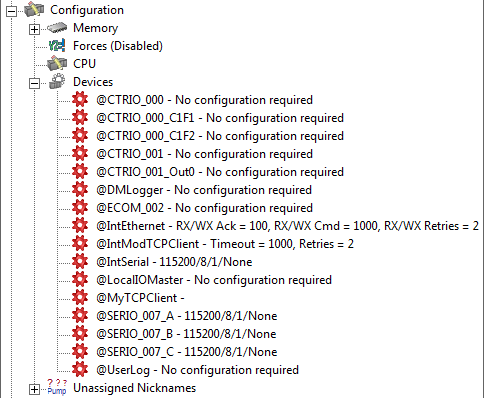 Configuration
Memory
Forces (Disabled)
CPU
Devices
@CTRIO_000 - No configuration required
@CTRIO_000_C1F1 - No configuration required
@CTRIO_000_C1F2 - No configuration required
@CTRIO_001 - No configuration required
@CTRIO_001_Out0 - No configuration required
@DMLogger - No configuration required
@ECOM_002 - No configuration required
@IntEthernet - RX/WX Ack = 100, RX/WX Cmd = 1000, RX/WX Retries = 2
@IntModTCPClient - Timeout = 1000, Retries = 2
@IntSerial - 115200/8/1/None
@LocalIOMaster - No configuration required
@MyTCPClient -
@SERIO_007_A - 115200/8/1/None
@SERIO_007_B - 115200/8/1/None
@SERIO_007_C - 115200/8/1/None
@UserLog - No configuration required
? ? ? Pump Unassigned Nicknames